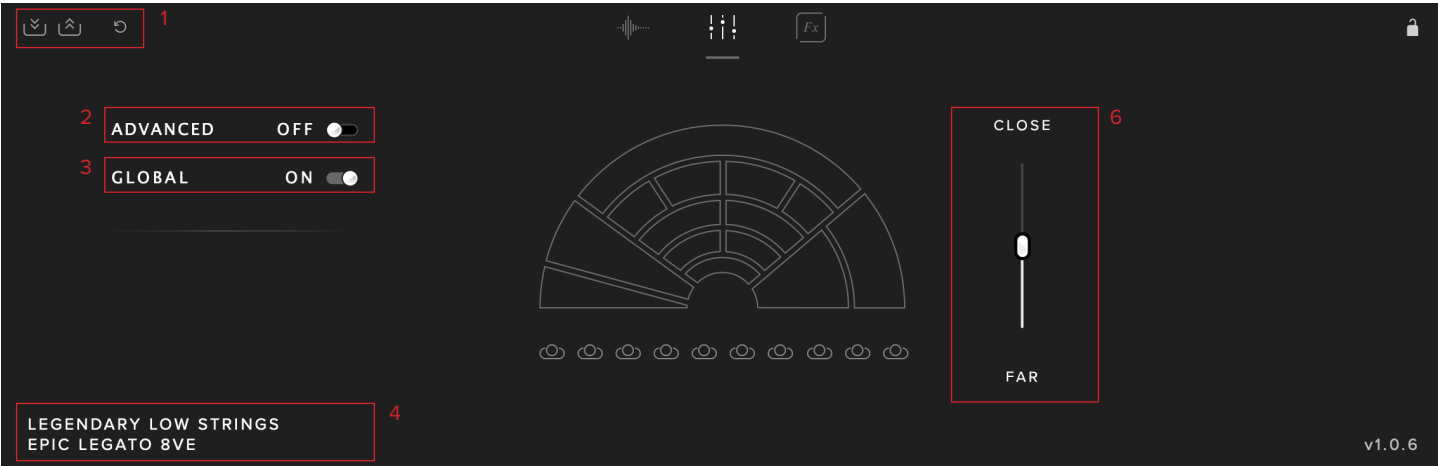 1
Fx
2
ADVANCED OFF
3
GLOBAL ON
CLOSE
6
FAR
4
LEGENDARY LOW STRINGS
EPIC LEGATO 8VE
v1.0.6